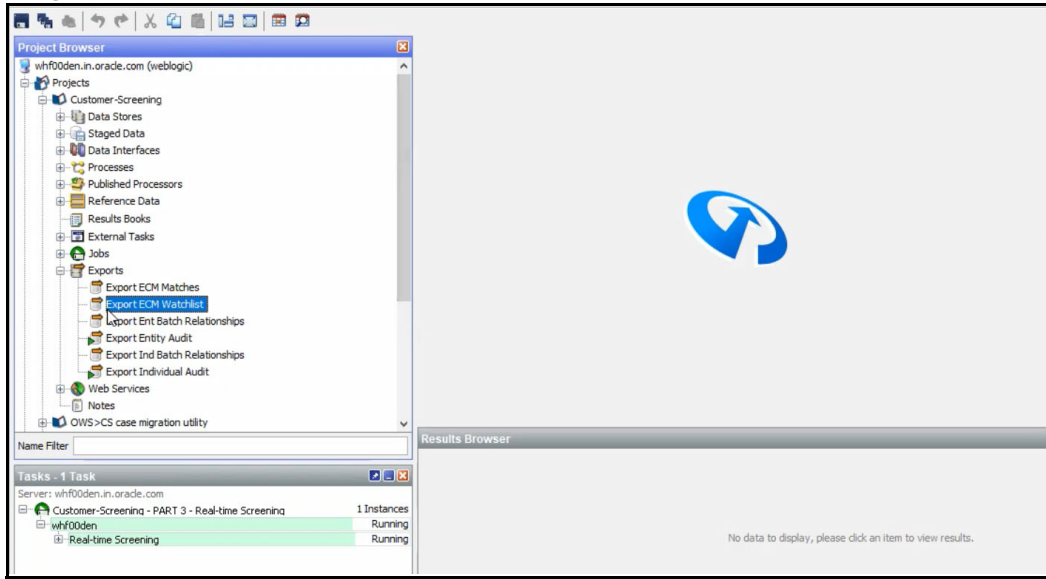 Project Browser
whf00den.in.oracle.com (weblogic)
Projects
Customer-Screening
Data Stores
Staged Data
Data Interfaces
Processes
Published Processors
Reference Data
Results Books
External Tasks
Jobs
Exports
Export ECM Matches
Export ECM Watchlist
Export Ent Batch Relationships
Export Entity Audit
Export Ind Batch Relationships
Export Individual Audit
Web Services
Notes
OWS>CS case migration utility
Name Filter
Results Browser
Tasks - 1 Task
Server: whf00den.in.oracle.com
Customer-Screening - PART 3 - Real-time Screening 1 Instances
whf00den Running
Real-time Screening Running
No data to display, please click an item to view results.